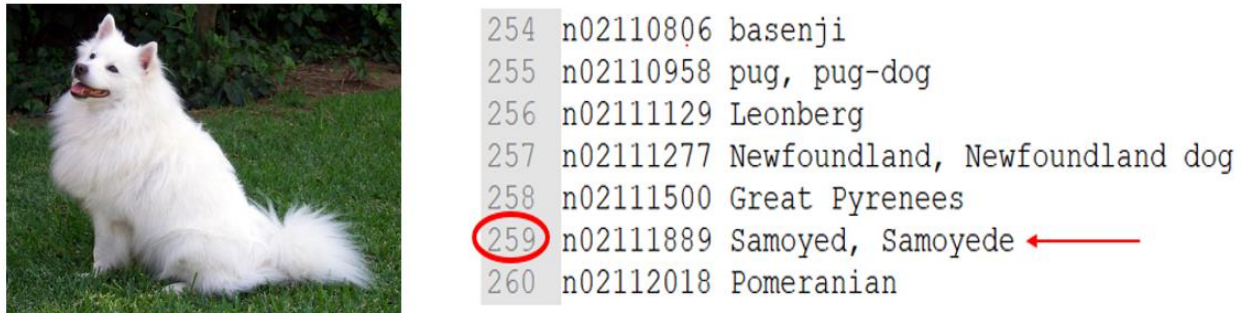 254 n02110806 basenji
255 n02110958 pug, pug-dog
256 n02111129 Leonberg
257 n02111277 Newfoundland, Newfoundland dog
258 n02111500 Great Pyrenees
259 n02111889 Samoyed, Samoyede
260 n02112018 Pomeranian